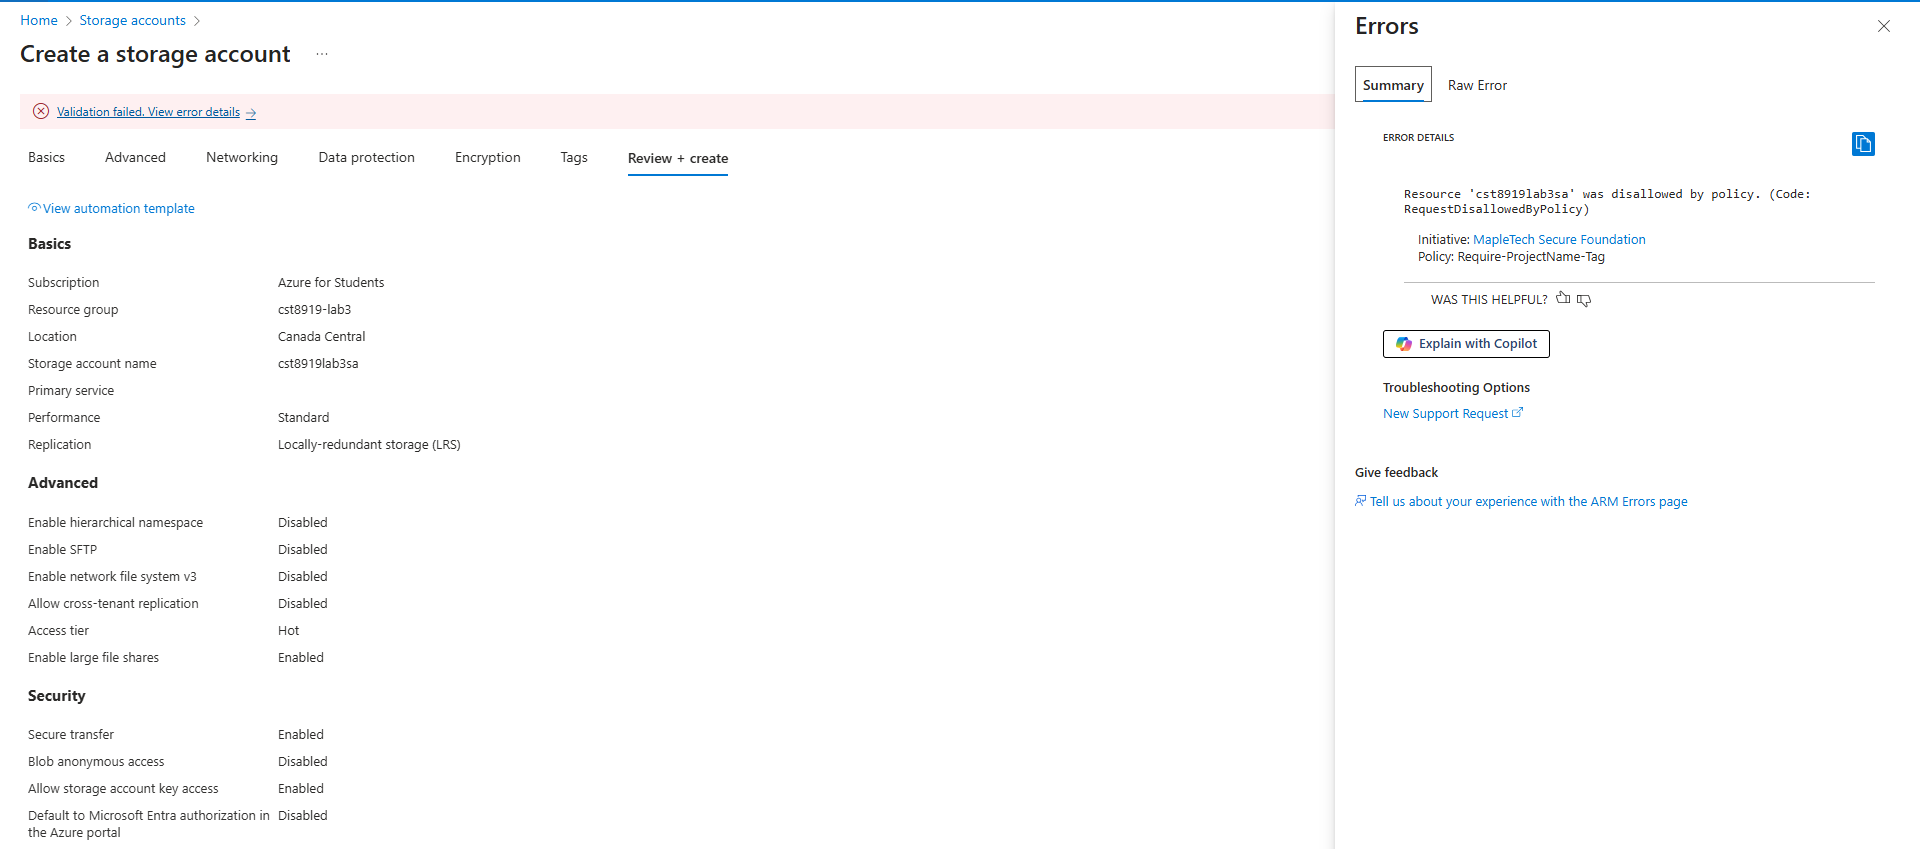 Home > Storage accounts >
Create a storage account ...
Validation failed. View error details →
Basics Advanced Networking Data protection Encryption Tags Review + create
View automation template
Basics
Subscription Azure for Students
Resource group cst8919-lab3
Location Canada Central
Storage account name cst8919lab3sa
Primary service
Performance Standard
Replication Locally-redundant storage (LRS)
Advanced
Enable hierarchical namespace Disabled
Enable SFTP Disabled
Enable network file system v3 Disabled
Allow cross-tenant replication Disabled
Access tier Hot
Enable large file shares Enabled
Security
Secure transfer Enabled
Blob anonymous access Disabled
Allow storage account key access Enabled
Default to Microsoft Entra authorization in Disabled
the Azure portal
Errors
Summary Raw Error
ERROR DETAILS
Resource 'cst8919lab3sa' was disallowed by policy. (Code:
RequestDisallowedByPolicy)
Initiative: MapleTech Secure Foundation
Policy: Require-ProjectName-Tag
WAS THIS HELPFUL?
Explain with Copilot
Troubleshooting Options
New Support Request
Give feedback
Tell us about your experience with the ARM Errors page